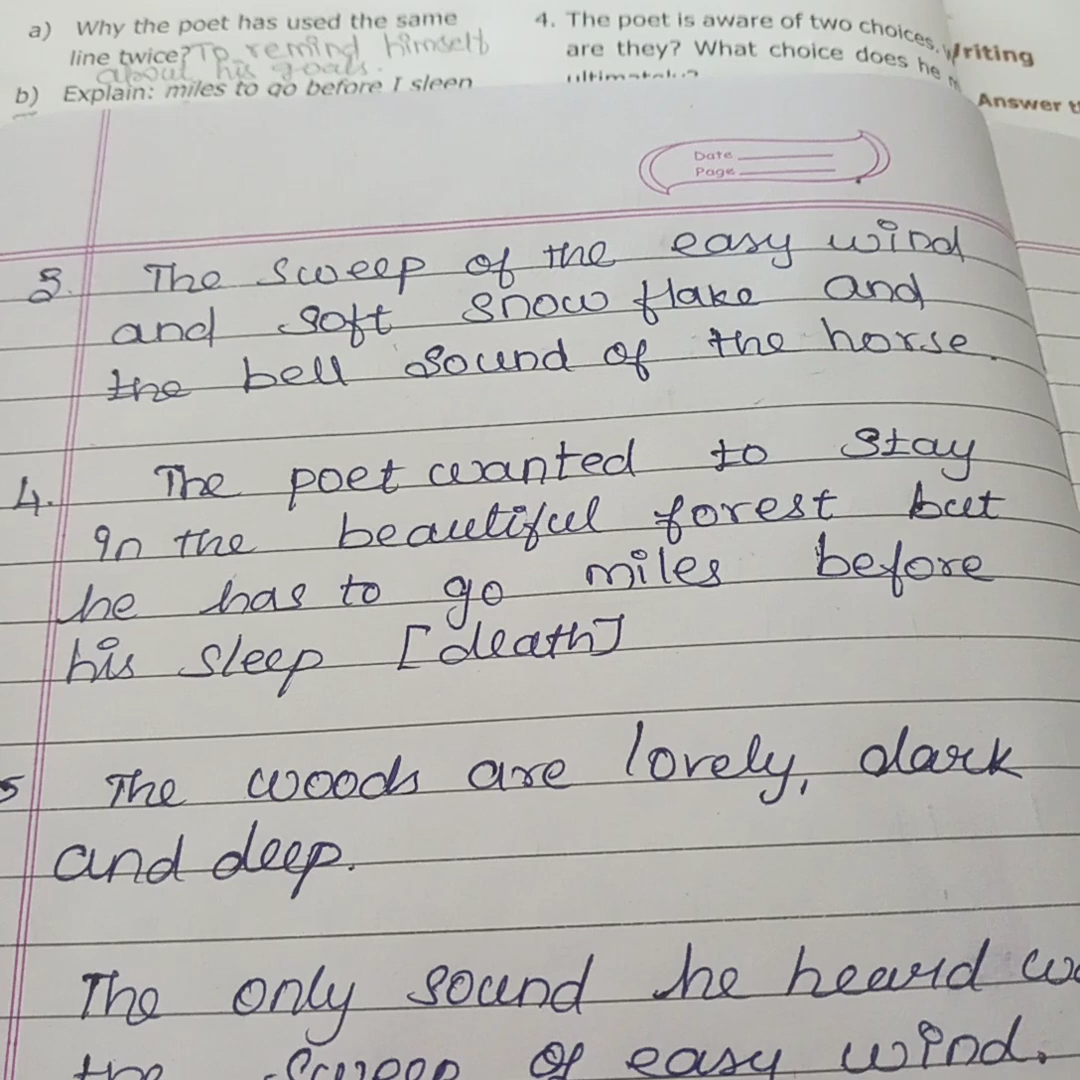 a) Why the poet has used the same
line twice? To remind himself
about his goals.
b) Explain: miles to go before I sleep
4. The poet is aware of two choices.
are they? What choice does he
ultimately?
Writing
Answer
Date
Page
3. The sweep of the easy wind
and soft snow flake and
the bell sound of the horse.
4. The poet wanted to stay
in the beautiful forest but
he has to go miles before
his sleep [death]
5 The woods are lovely, dark
and deep.
The only sound he heard
the sweep of easy wind.